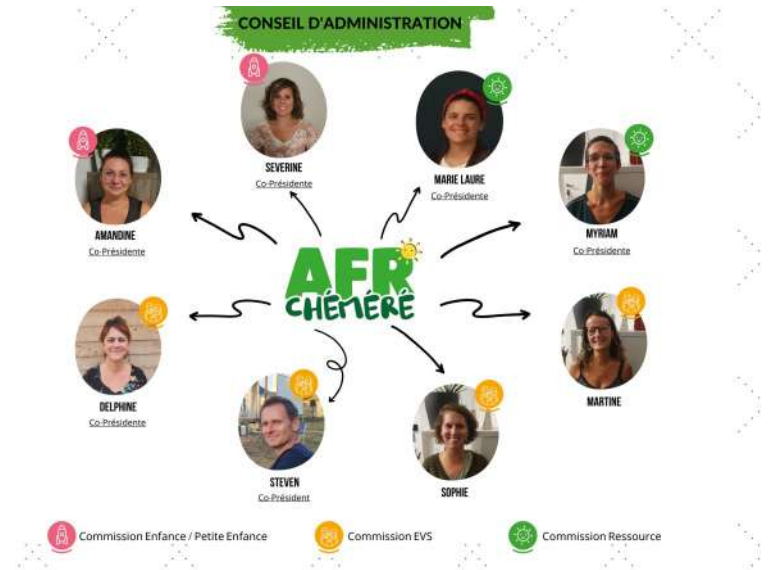 CONSEIL D'ADMINISTRATION
SEVERINE
Co-Présidente
MARIE LAURE
Co-Présidente
AMANDINE
Co-Présidente
MYRIAM
Co-Présidente
AFR
CHÉMÉRÉ
DELPHINE
Co-Présidente
MARTINE
STEVEN
Co-Président
SOPHIE
Commission Enfance / Petite Enfance
Commission EVS
Commission Ressource